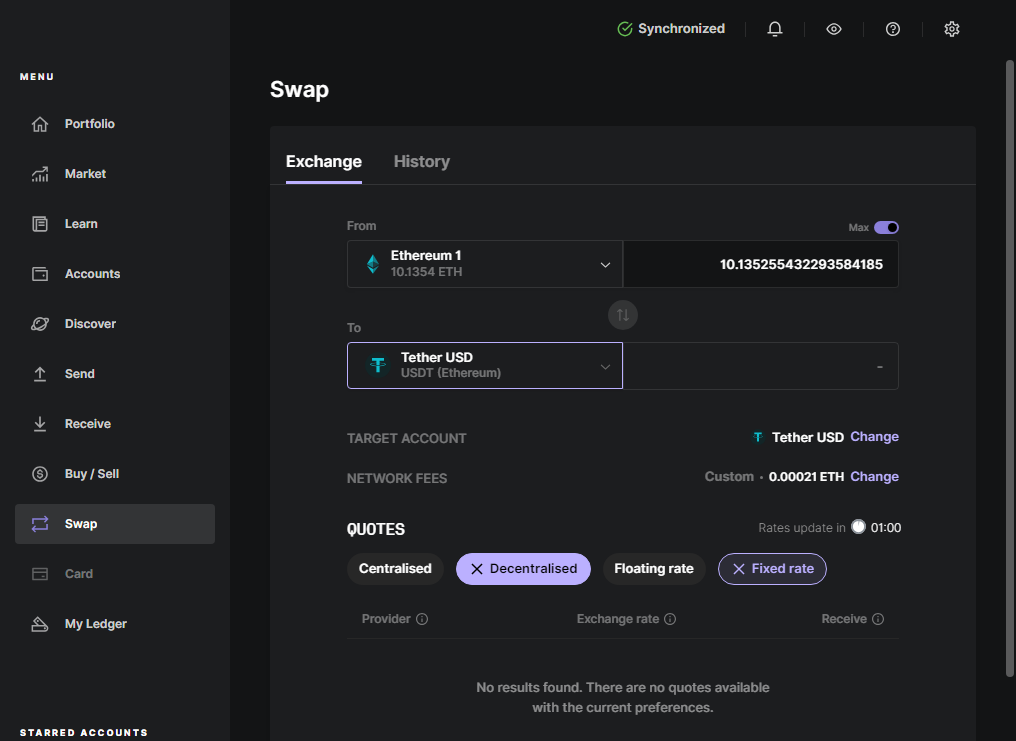 Synchronized
MENU
Portfolio
Market
Learn
Accounts
Discover
Send
Receive
Buy / Sell
Swap
Card
My Ledger
STARRED ACCOUNTS
Swap
Exchange
History
From
Max
Ethereum 1
10.1354 ETH
10.135255432293584185
To
Tether USD
USDT (Ethereum)
-
TARGET ACCOUNT
Tether USD Change
NETWORK FEES
Custom · 0.00021 ETH Change
QUOTES
Rates update in 01:00
Centralised
Decentralised
Floating rate
Fixed rate
Provider
Exchange rate
Receive
No results found. There are no quotes available
with the current preferences.